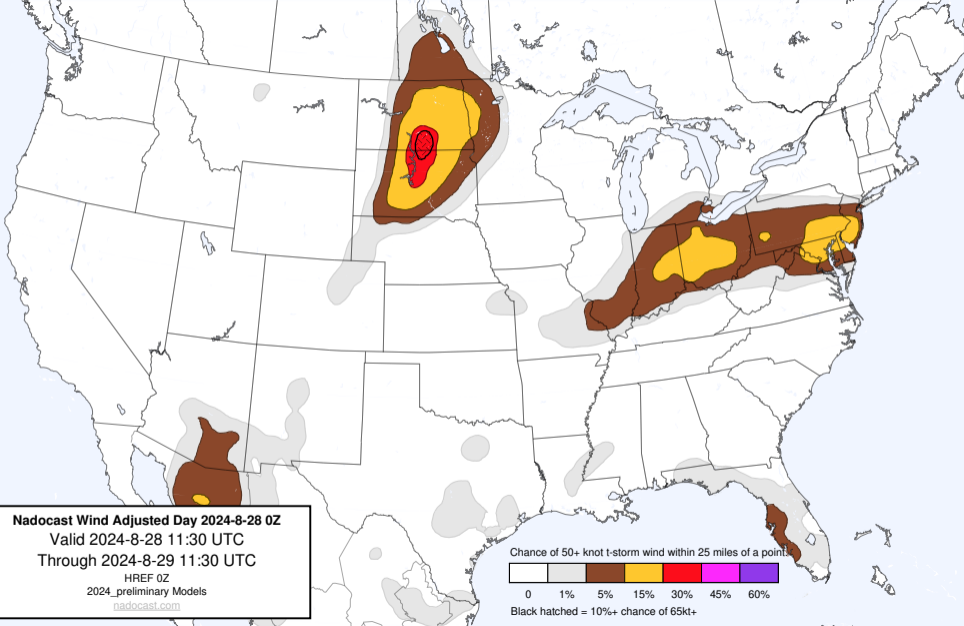 Nadocast Wind Adjusted Day 2024-8-28 0Z
Valid 2024-8-28 11:30 UTC
Through 2024-8-29 11:30 UTC
HREF 0Z
2024_preliminary Models
nadocast.com
Chance of 50+ knot t-storm wind within 25 miles of a point.
0 1% 5% 15% 30% 45% 60%
Black hatched = 10%+ chance of 65kt+